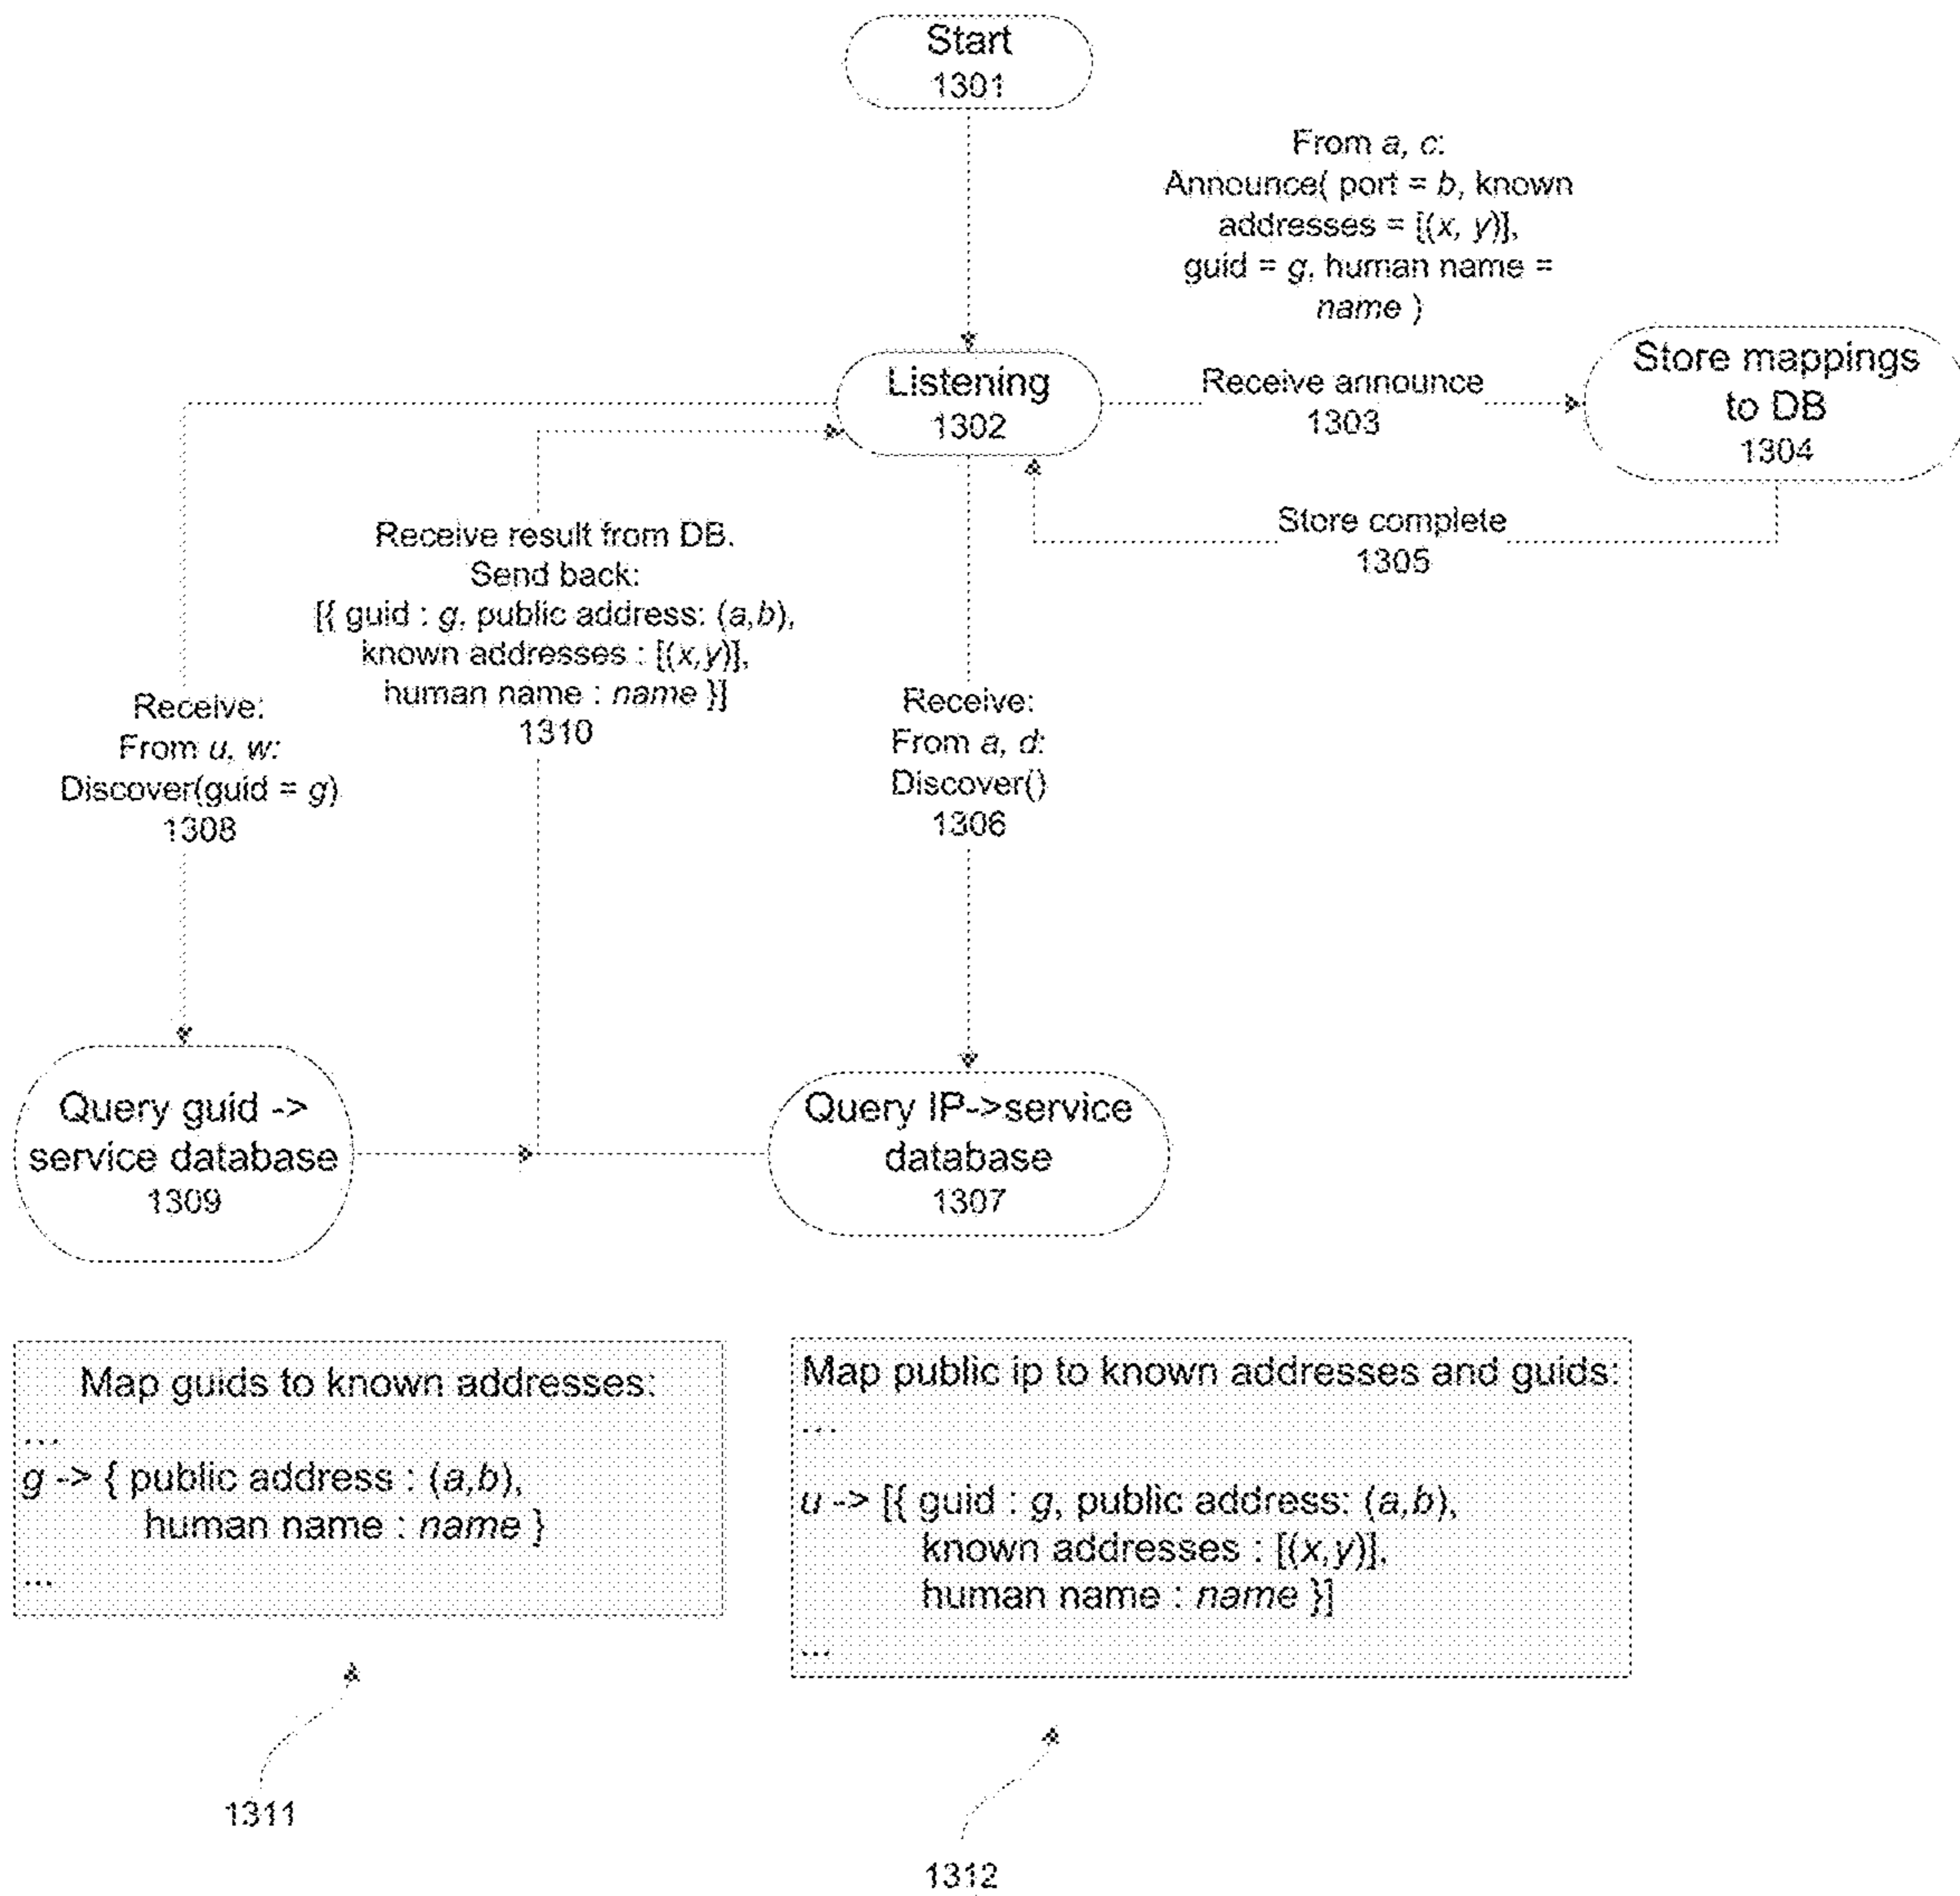 Start
1301
From a, c:
Announce( port = b, known
addresses = [(x, y)],
guid = g, human name =
name )
Listening
1302
Receive announce
1303
Store mappings
to DB
1304
Store complete
1305
Receive result from DB.
Send back:
[{ guid : g, public address: (a,b),
known addresses : [(x,y)],
human name : name }]
1310
Receive:
From u, w:
Discover(guid = g)
1308
Receive:
From a, d:
Discover()
1306
Query guid ->
service database
1309
Query IP->service
database
1307
Map guids to known addresses:
...
g -> { public address : (a,b),
human name : name }
...
1311
Map public ip to known addresses and guids:
...
u -> [{ guid : g, public address: (a,b),
known addresses : [(x,y)],
human name : name }]
...
1312